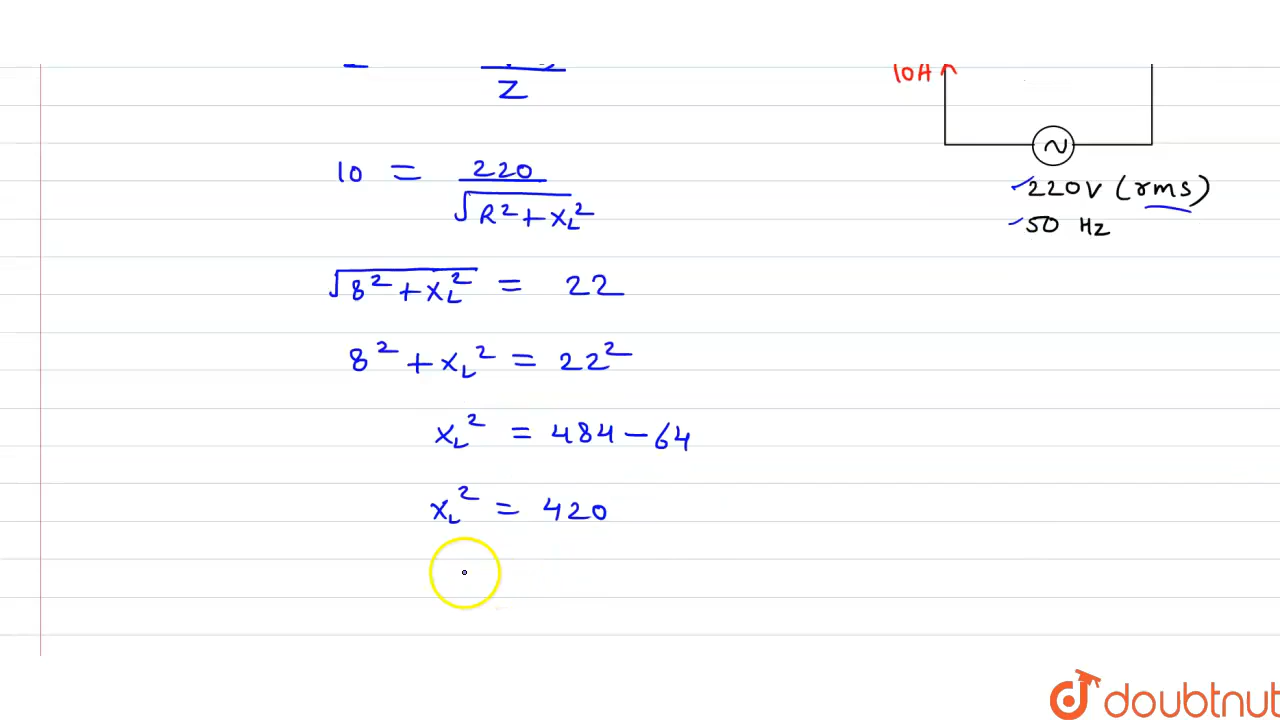 Z
10 = 220 / √R² + X_L²
√8² + X_L² = 22
8² + X_L² = 22²
X_L² = 484 - 64
X_L² = 420
10A
220V (rms)
50 Hz
doubtnut